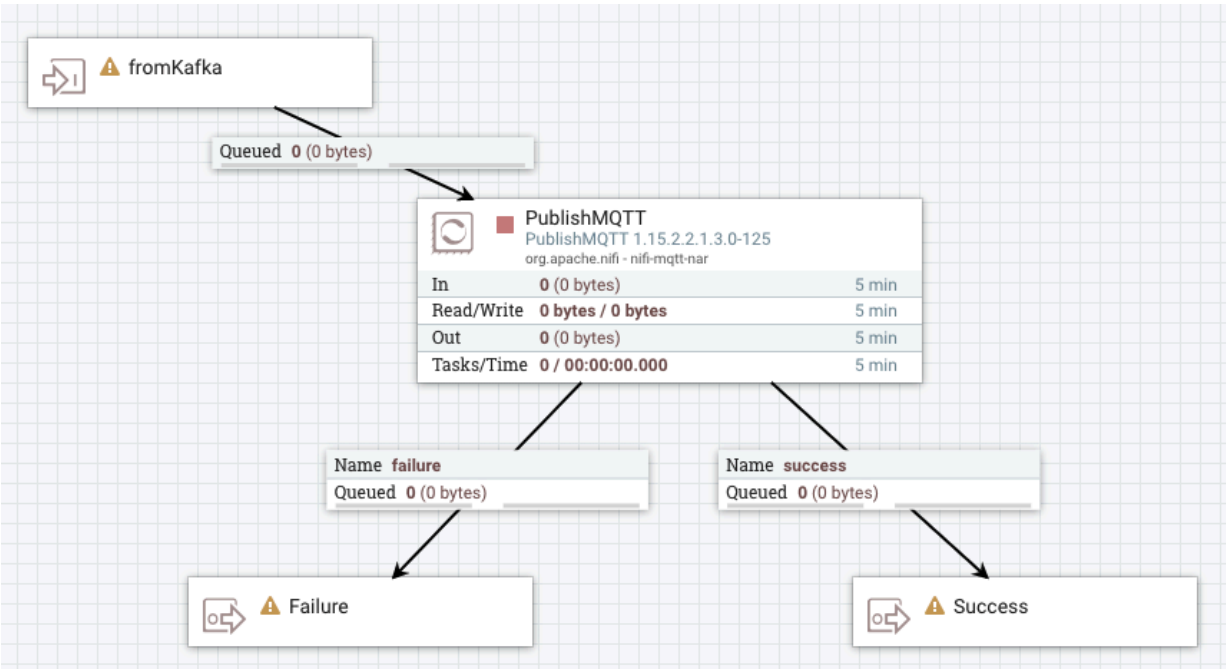 fromKafka
Queued 0 (0 bytes)
PublishMQTT
PublishMQTT 1.15.2.2.1.3.0-125
org.apache.nifi - nifi-mqtt-nar
In 0 (0 bytes) 5 min
Read/Write 0 bytes / 0 bytes 5 min
Out 0 (0 bytes) 5 min
Tasks/Time 0 / 00:00:00.000 5 min
Name failure
Queued 0 (0 bytes)
Name success
Queued 0 (0 bytes)
Failure
Success